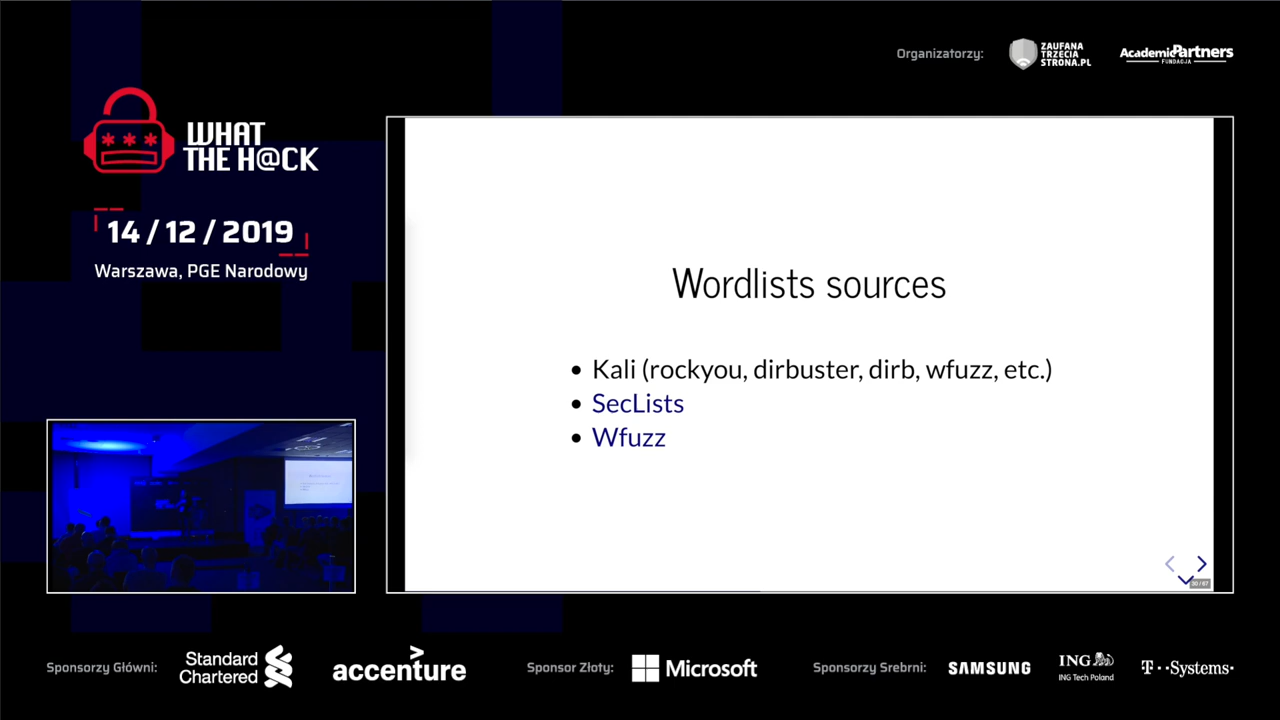 Organizatorzy:
ZAUFANA
TRZECIA
STRONA.PL
AcademicPartners
FUNDACJA
WHAT
THE H@CK
14 / 12 / 2019
Warszawa, PGE Narodowy
Wordlists sources
• Kali (rockyou, dirbuster, dirb, wfuzz, etc.)
• SecLists
• Wfuzz
30 / 67
Sponsorzy Główni:
Standard
Chartered
accenture
Sponsor Złoty:
Microsoft
Sponsorzy Srebrni:
SAMSUNG
ING
ING Tech Poland
T··Systems·